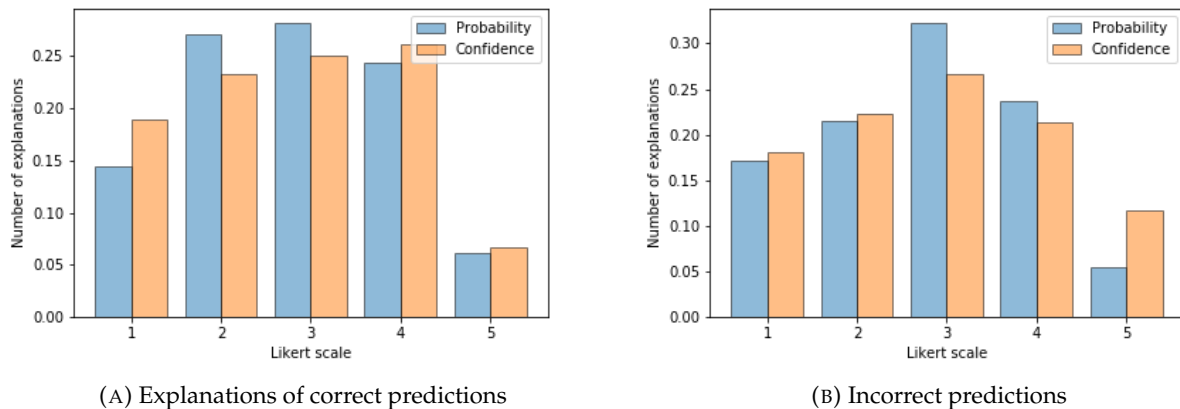 Probability
Confidence
0.25
0.20
0.15
0.10
0.05
0.00
Number of explanations
1 2 3 4 5
Likert scale
(A) Explanations of correct predictions
Probability
Confidence
0.30
0.25
0.20
0.15
0.10
0.05
0.00
Number of explanations
1 2 3 4 5
Likert scale
(B) Incorrect predictions